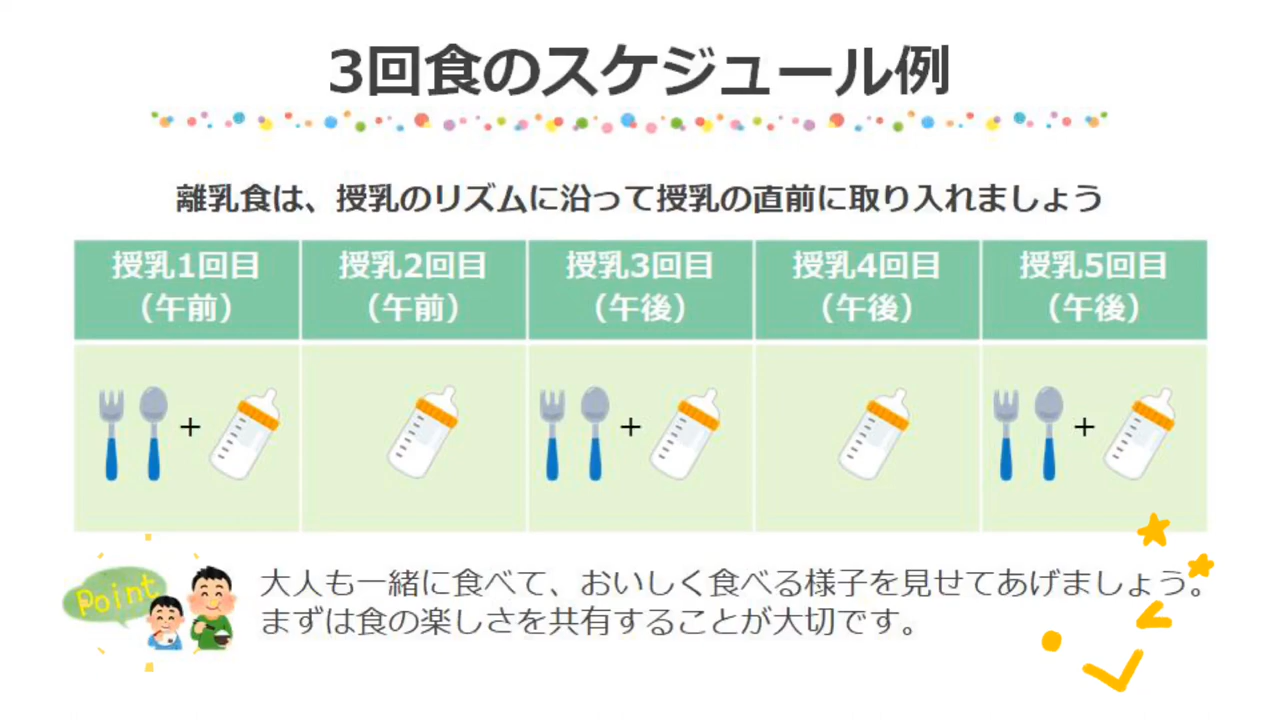 3回食のスケジュール例
離乳食は、授乳のリズムに沿って授乳の直前に取り入れましょう
授乳1回目
（午前）
授乳2回目
（午前）
授乳3回目
（午後）
授乳4回目
（午後）
授乳5回目
（午後）
+
+
+
Point
大人も一緒に食べて、おいしく食べる様子を見せてあげましょう。
まずは食の楽しさを共有することが大切です。